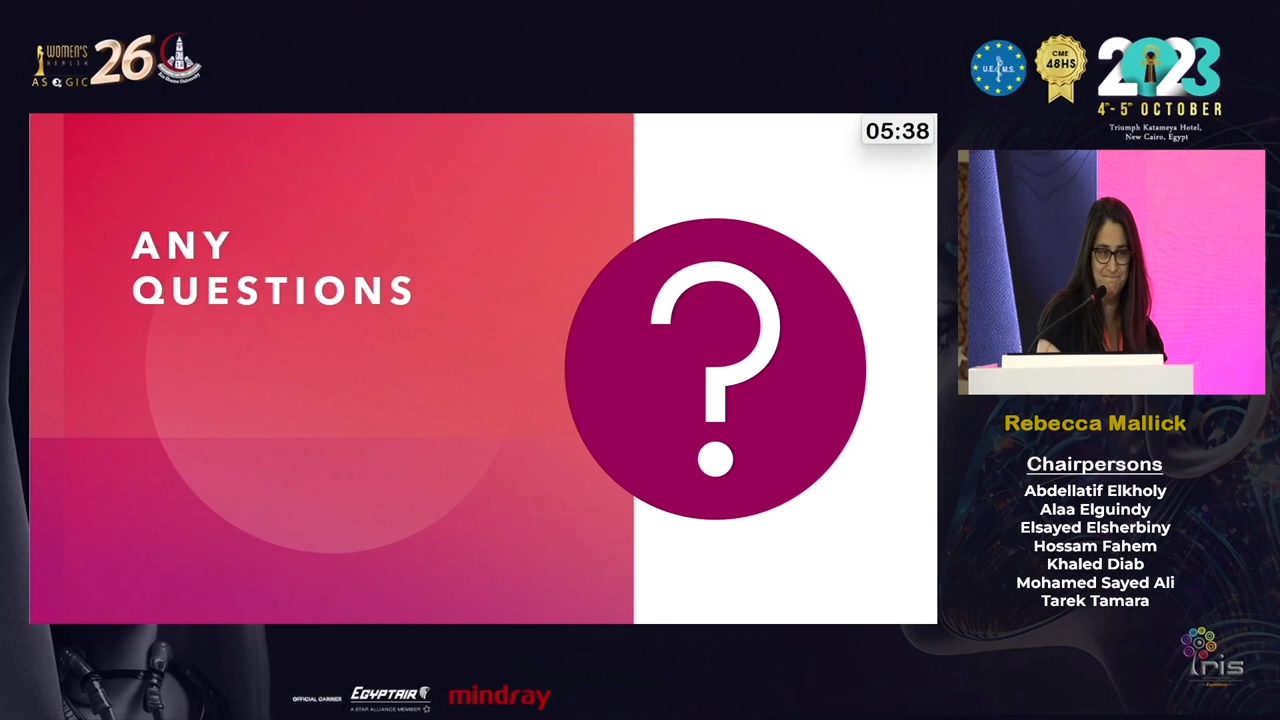 WOMEN'S
HEALTH
ASOGIC
26
U.E.M.S.
CME
48HS
2023
4th - 5th OCTOBER
Triumph Katameya Hotel,
New Cairo, Egypt
05:38
ANY
QUESTIONS
?
Rebecca Mallick
Chairpersons
Abdellatif Elkholy
Alaa Elguindy
Elsayed Elsherbiny
Hossam Fahem
Khaled Diab
Mohamed Sayed Ali
Tarek Tamara
Iris
OFFICIAL CARRIER
EGYPTAIR
A STAR ALLIANCE MEMBER
mindray